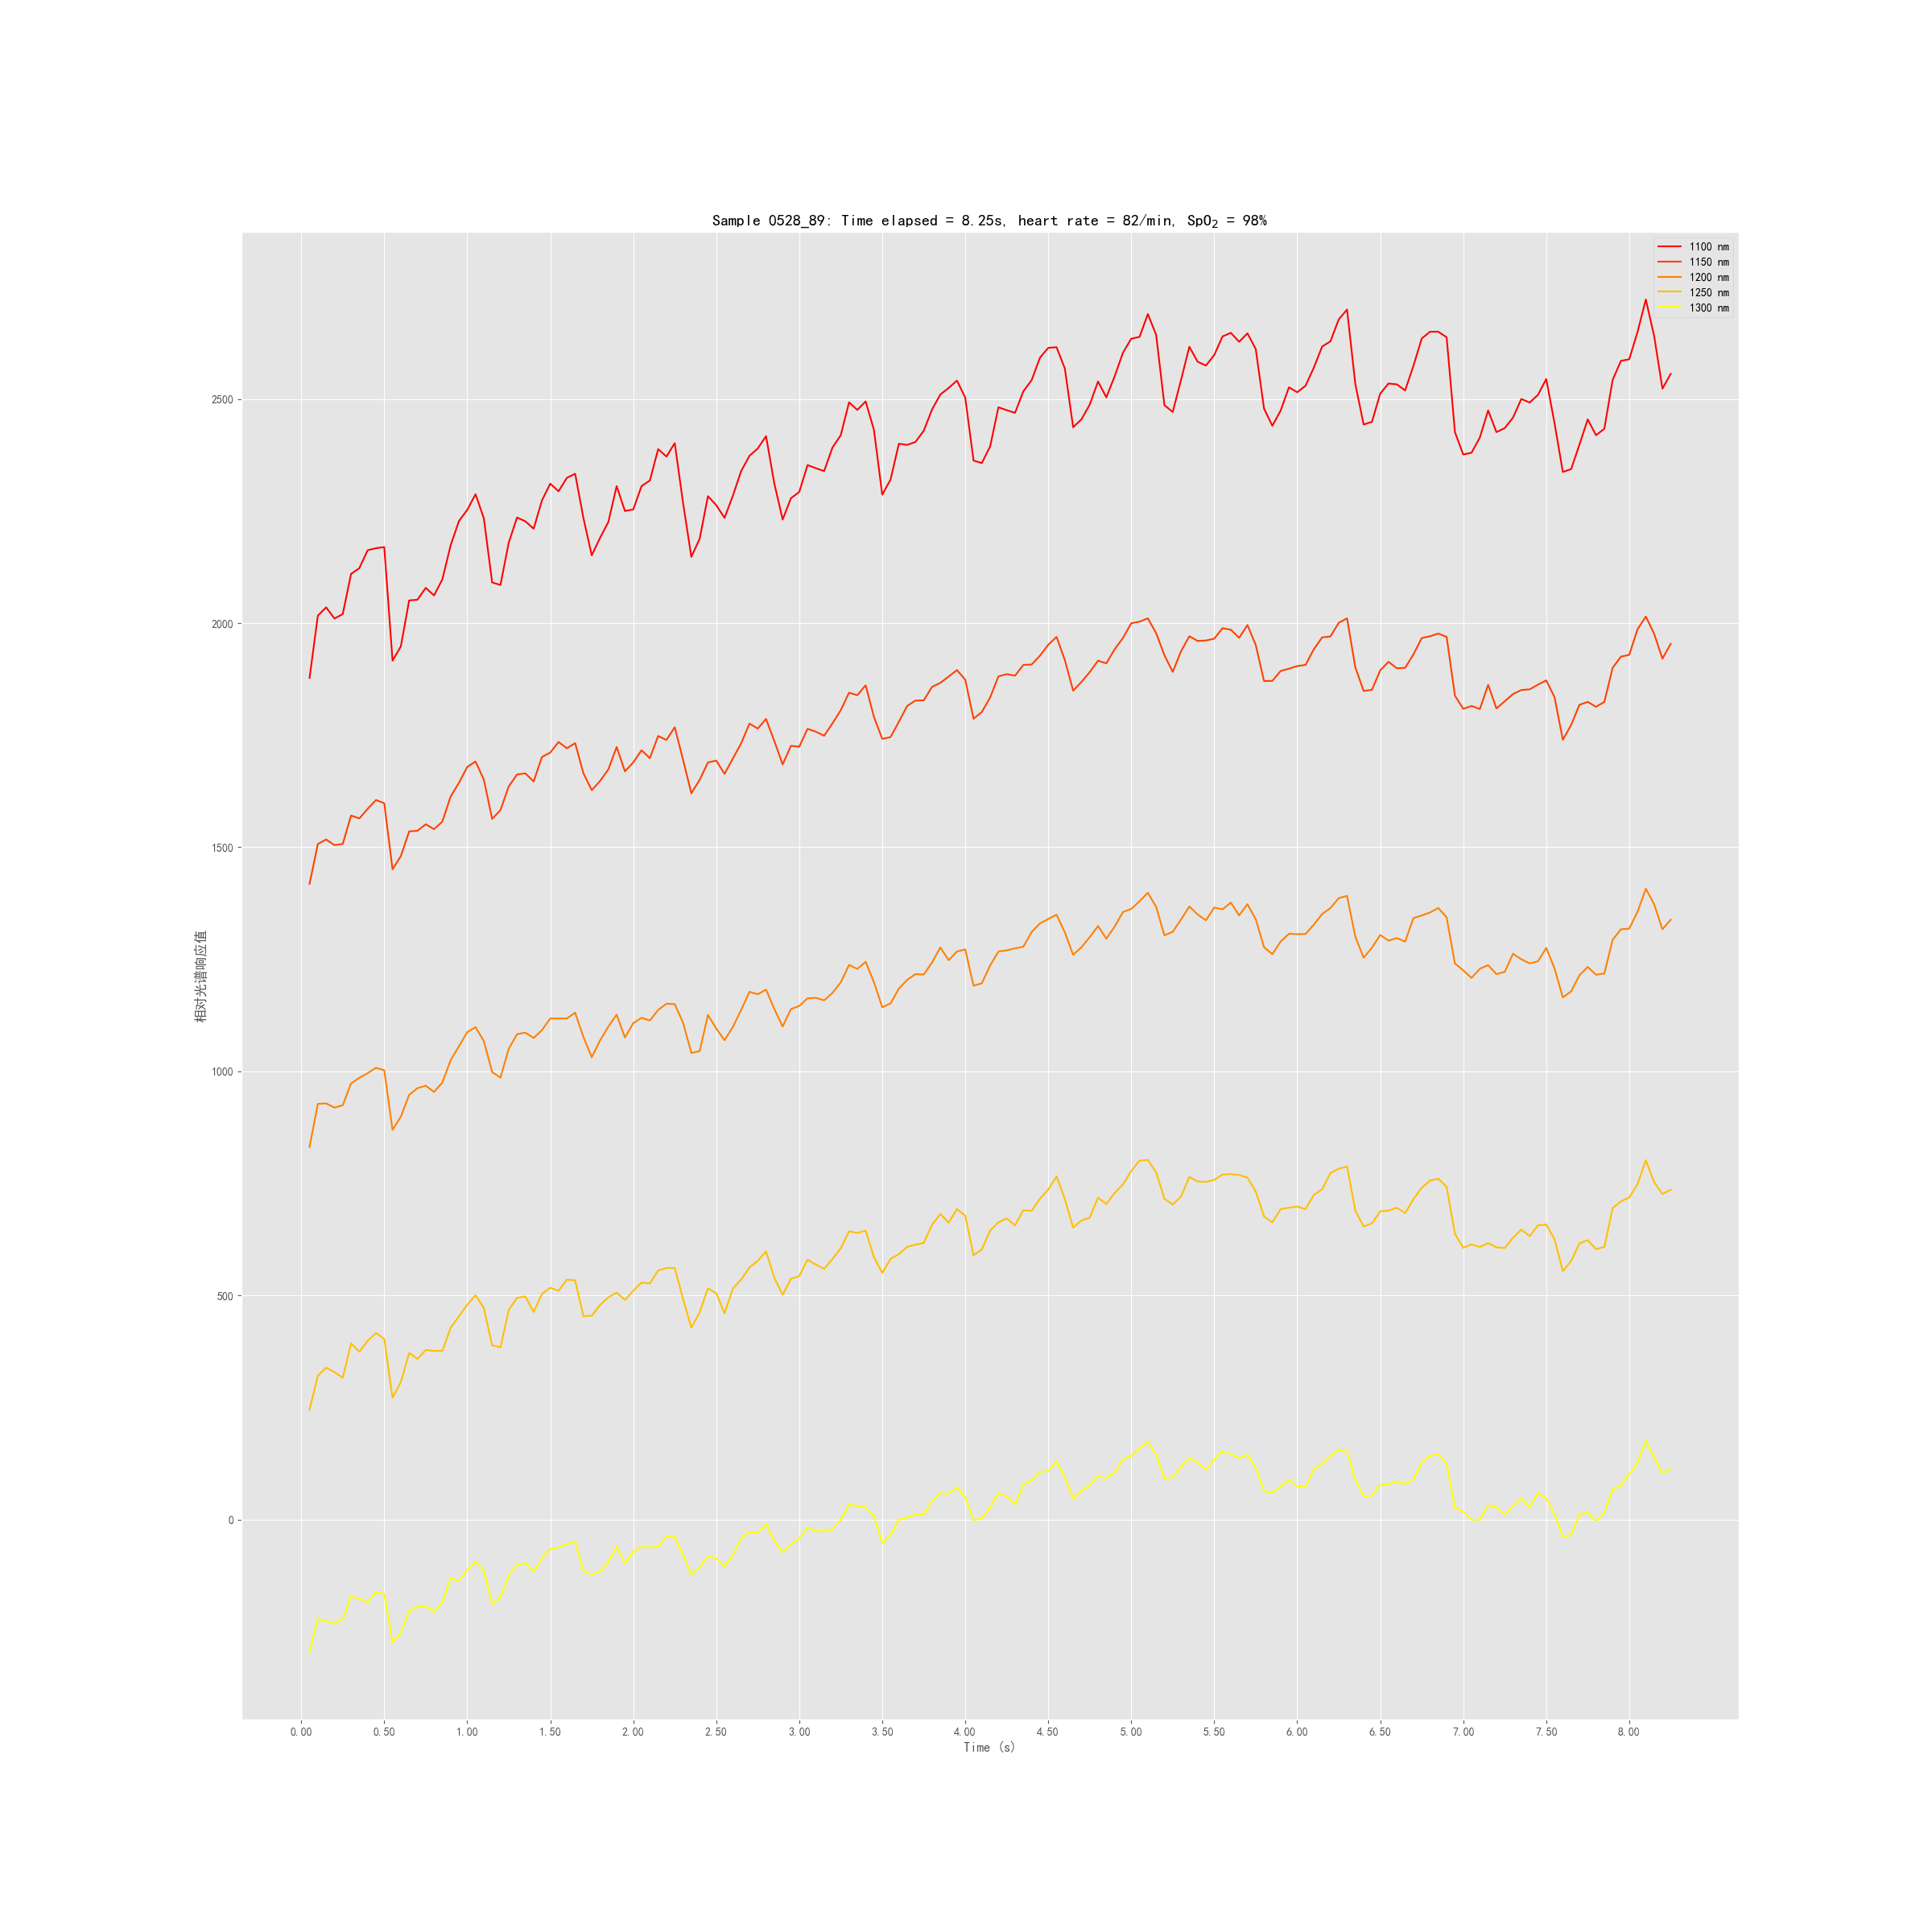 Sample 0528_89: Time elapsed = 8.25s, heart rate = 82/min, SpO₂ = 98%
1100 nm
1150 nm
1200 nm
1250 nm
1300 nm
2500
2000
1500
1000
500
0
相对光谱响应值
0.00 0.50 1.00 1.50 2.00 2.50 3.00 3.50 4.00 4.50 5.00 5.50 6.00 6.50 7.00 7.50 8.00
Time (s)